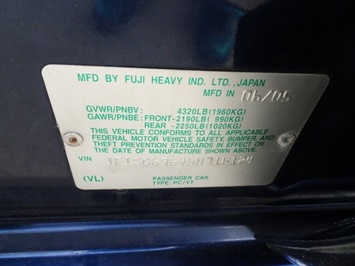 MFD BY FUJI HEAVY IND. LTD., JAPAN
MFD IN 06/05
GVWR/PNBV : 4320LB(1960KG)
GAWR/PNBE: FRONT-2190LB( 990KG)
REAR -2250LB(1020KG)
THIS VEHICLE CONFORMS TO ALL APPLICABLE
FEDERAL MOTOR VEHICLE SAFETY, BUMPER, AND
THEFT PREVENTION STANDARDS IN EFFECT ON THE
DATE OF MANUFACTURE SHOWN ABOVE.
VIN
(VL) PASSENGER CAR
TYPE:PC/VT